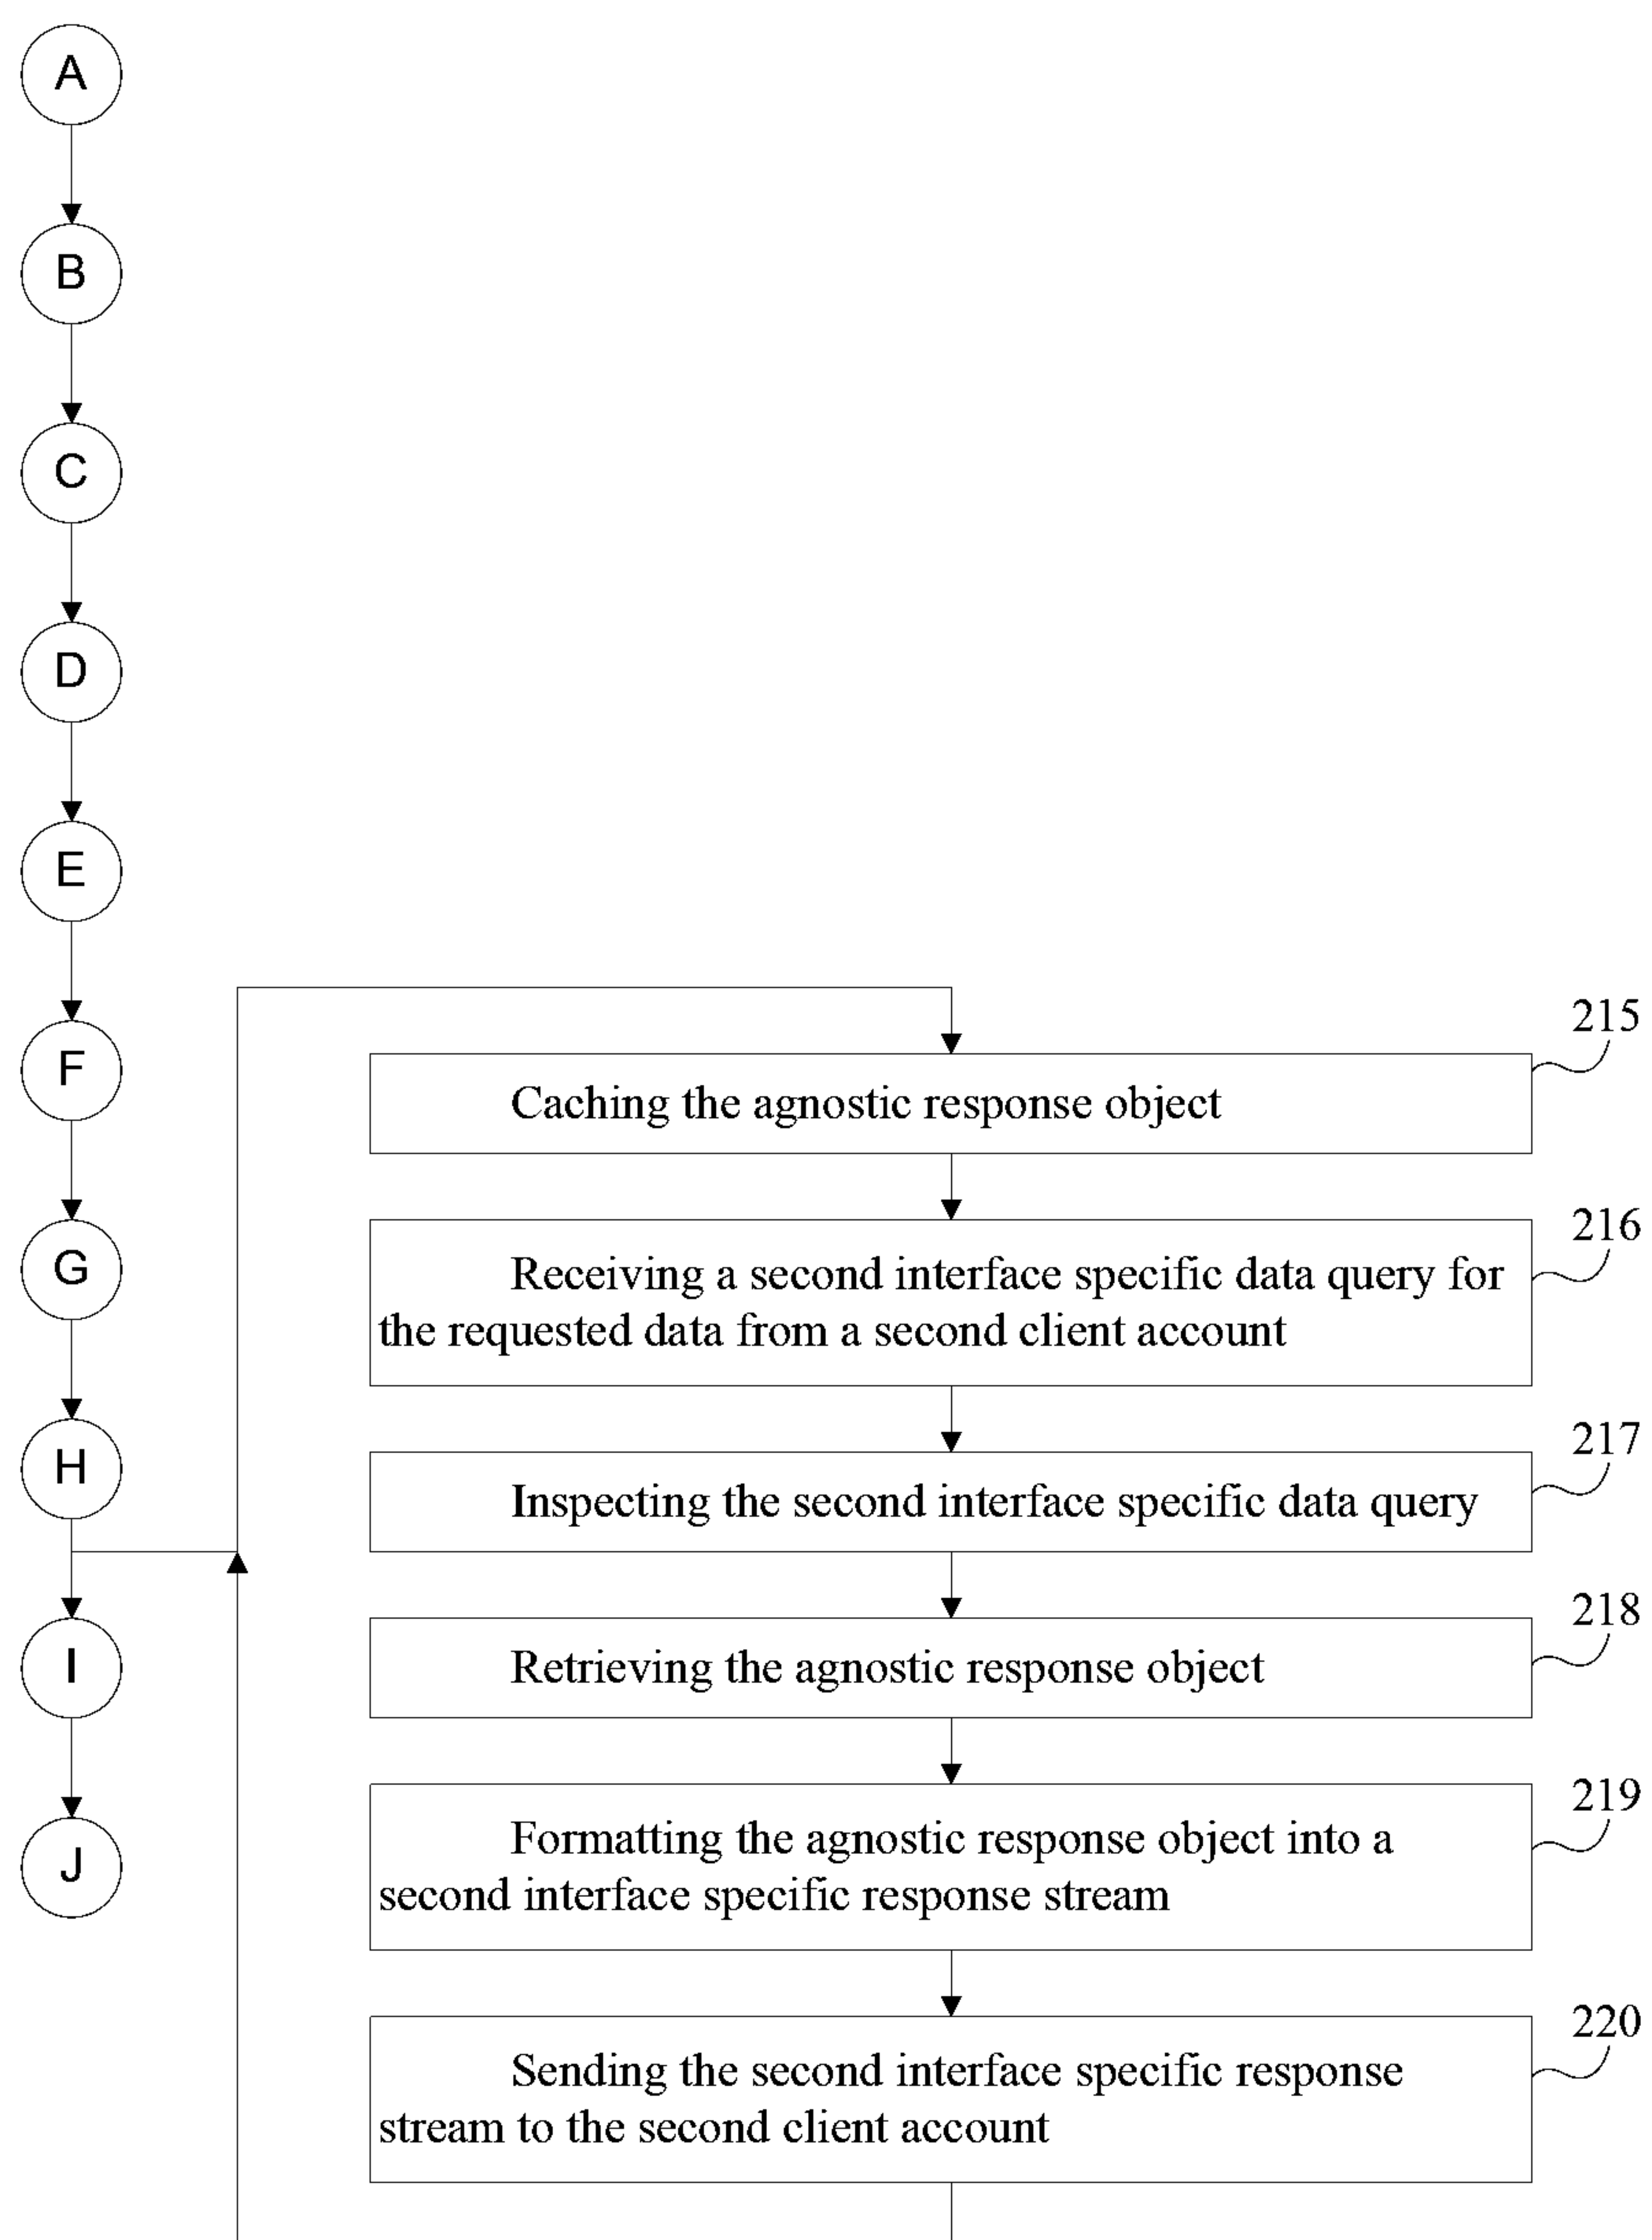 A
B
C
D
E
F
G
H
I
J
215
Caching the agnostic response object
216
Receiving a second interface specific data query for
the requested data from a second client account
217
Inspecting the second interface specific data query
218
Retrieving the agnostic response object
219
Formatting the agnostic response object into a
second interface specific response stream
220
Sending the second interface specific response
stream to the second client account